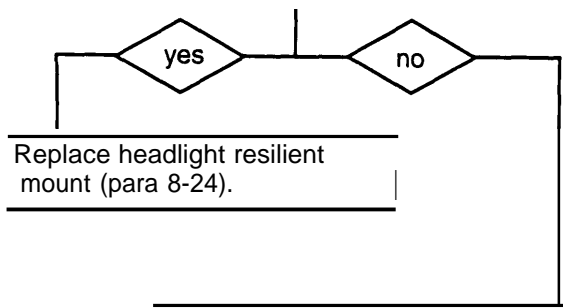 yes
no
Replace headlight resilient
mount (para 8-24).